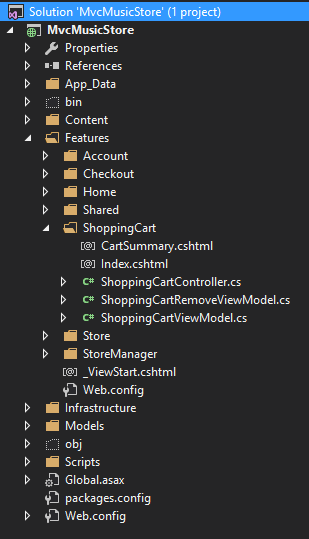 Solution 'MvcMusicStore' (1 project)
MvcMusicStore
Properties
References
App_Data
bin
Content
Features
Account
Checkout
Home
Shared
ShoppingCart
CartSummary.cshtml
Index.cshtml
C# ShoppingCartController.cs
C# ShoppingCartRemoveViewModel.cs
C# ShoppingCartViewModel.cs
Store
StoreManager
_ViewStart.cshtml
Web.config
Infrastructure
Models
obj
Scripts
Global.asax
packages.config
Web.config